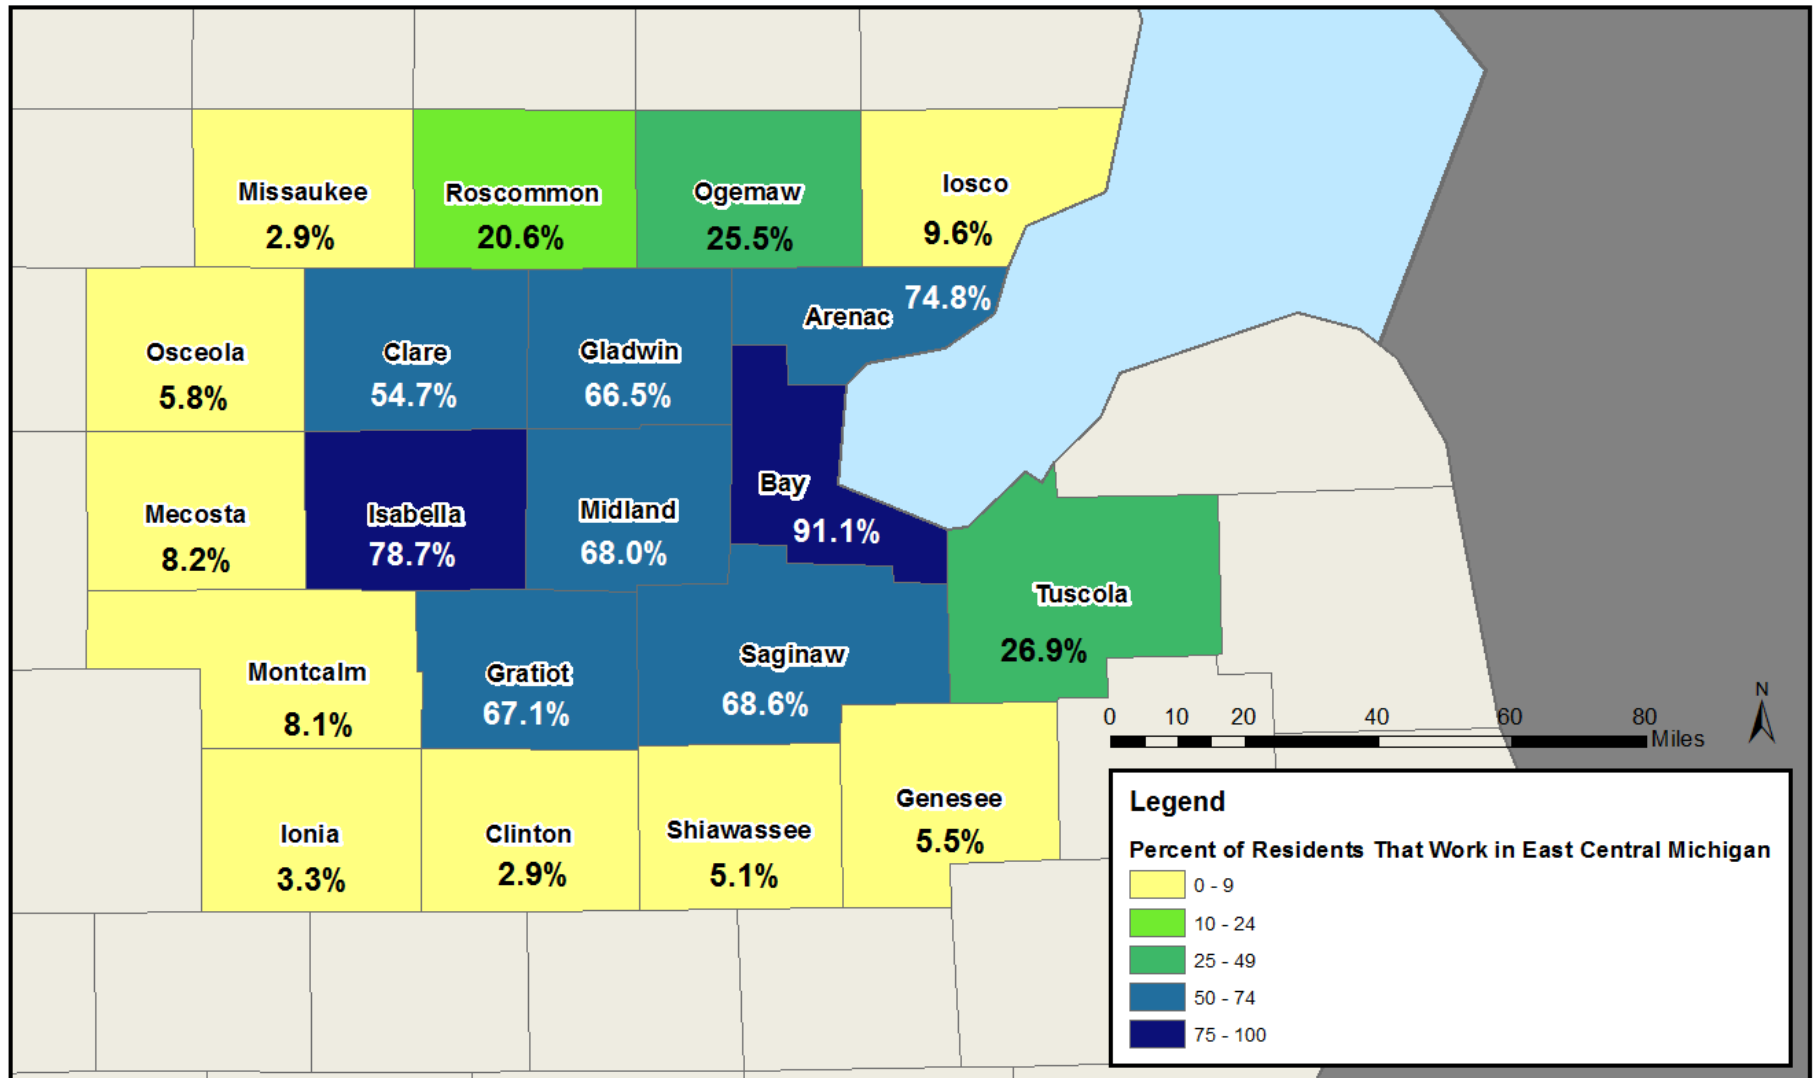 Missaukee
2.9%
Roscommon
20.6%
Ogemaw
25.5%
Iosco
9.6%
Osceola
5.8%
Clare
54.7%
Gladwin
66.5%
Arenac
74.8%
Mecosta
8.2%
Isabella
78.7%
Midland
68.0%
Bay
91.1%
Tuscola
26.9%
Montcalm
8.1%
Gratiot
67.1%
Saginaw
68.6%
Ionia
3.3%
Clinton
2.9%
Shiawassee
5.1%
Genesee
5.5%
N
0 10 20 40 60 80
Miles
Legend
Percent of Residents That Work in East Central Michigan
0 - 9
10 - 24
25 - 49
50 - 74
75 - 100